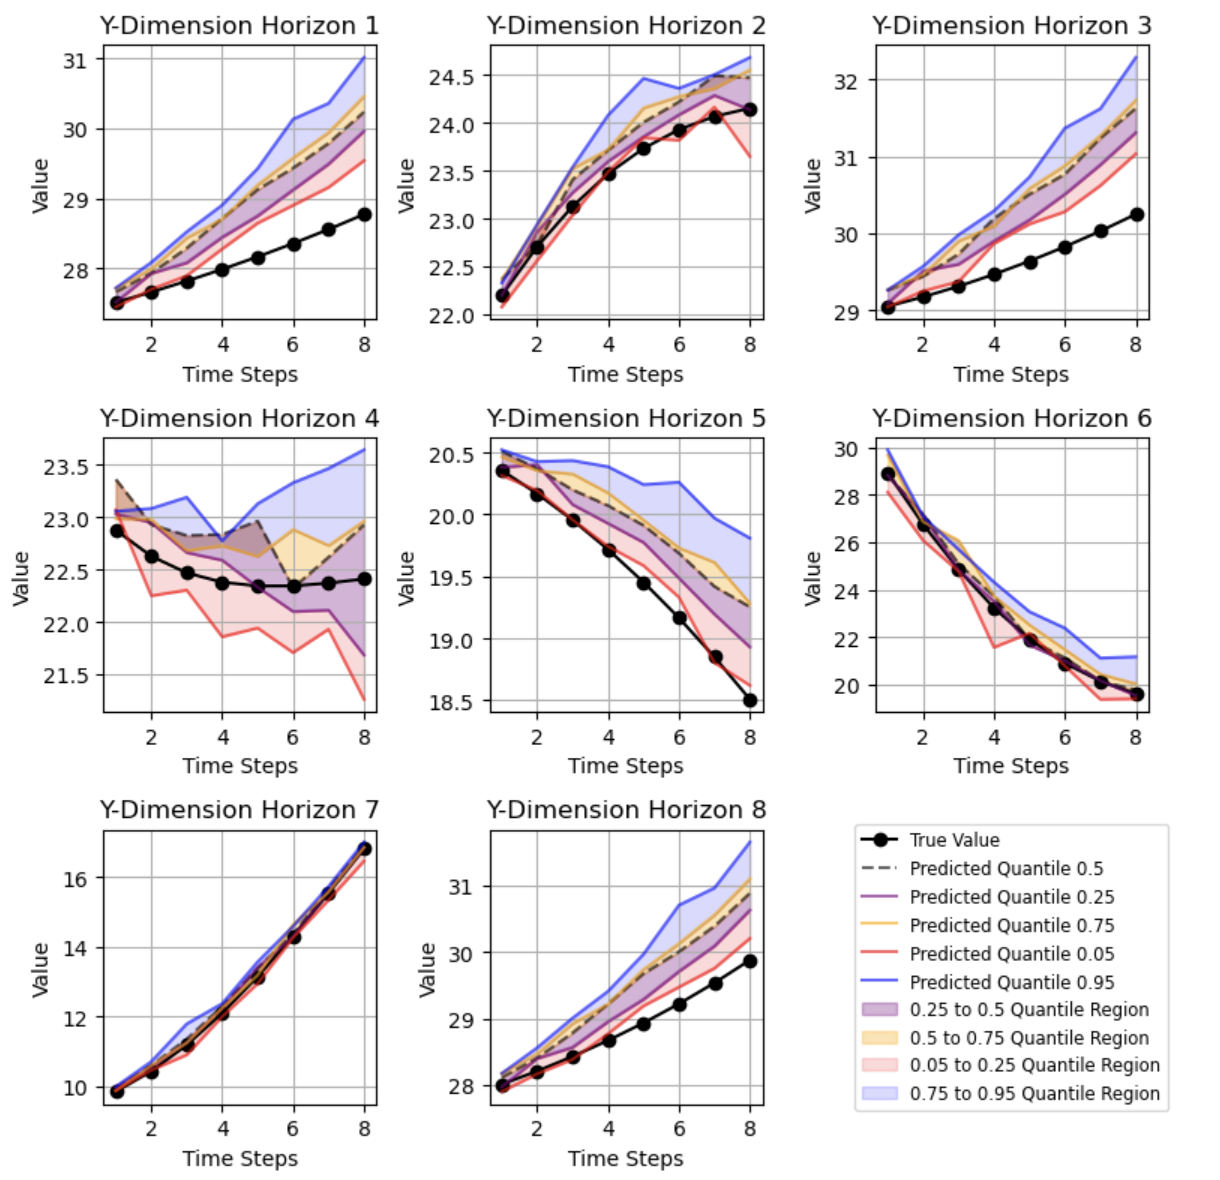 Y-Dimension Horizon 1
Value
31
30
29
28
2 4 6 8
Time Steps
Y-Dimension Horizon 2
Value
24.5
24.0
23.5
23.0
22.5
22.0
2 4 6 8
Time Steps
Y-Dimension Horizon 3
Value
32
31
30
29
2 4 6 8
Time Steps
Y-Dimension Horizon 4
Value
23.5
23.0
22.5
22.0
21.5
2 4 6 8
Time Steps
Y-Dimension Horizon 5
Value
20.5
20.0
19.5
19.0
18.5
2 4 6 8
Time Steps
Y-Dimension Horizon 6
Value
30
28
26
24
22
20
2 4 6 8
Time Steps
Y-Dimension Horizon 7
Value
16
14
12
10
2 4 6 8
Time Steps
Y-Dimension Horizon 8
Value
31
30
29
28
2 4 6 8
Time Steps
True Value
Predicted Quantile 0.5
Predicted Quantile 0.25
Predicted Quantile 0.75
Predicted Quantile 0.05
Predicted Quantile 0.95
0.25 to 0.5 Quantile Region
0.5 to 0.75 Quantile Region
0.05 to 0.25 Quantile Region
0.75 to 0.95 Quantile Region